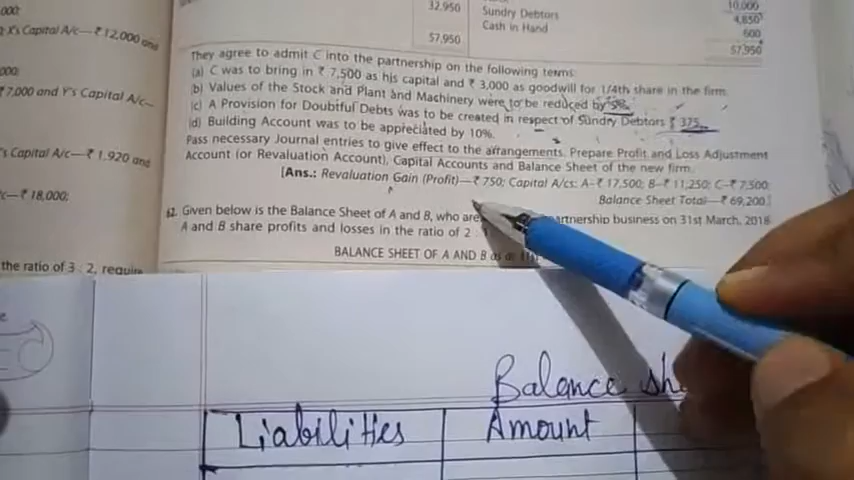 000;
X's Capital A/c—₹ 12,000 and
000;
₹ 7,000 and Y's Capital A/c—
's Capital A/c—₹ 1,920 and
/c—₹ 18,000;
the ratio of 3 : 2, require
32,950
57,950
Sundry Debtors
Cash in Hand
10,000
4,850
600
57,950
They agree to admit C into the partnership on the following terms:
(a) C was to bring in ₹ 7,500 as his capital and ₹ 3,000 as goodwill for 1/4th share in the firm.
(b) Values of the Stock and Plant and Machinery were to be reduced by 5%.
(c) A Provision for Doubtful Debts was to be created in respect of Sundry Debtors ₹ 375.
(d) Building Account was to be appreciated by 10%.
Pass necessary Journal entries to give effect to the arrangements. Prepare Profit and Loss Adjustment
Account (or Revaluation Account), Capital Accounts and Balance Sheet of the new firm.
[Ans.: Revaluation Gain (Profit)—₹ 750; Capital A/cs: A–₹ 17,500; B–₹ 11,250; C–₹ 7,500;
Balance Sheet Total—₹ 69,200.]
62. Given below is the Balance Sheet of A and B, who are partnership business on 31st March, 2018
A and B share profits and losses in the ratio of 2
BALANCE SHEET OF A AND B as at
Balance sh
Liabilities Amount